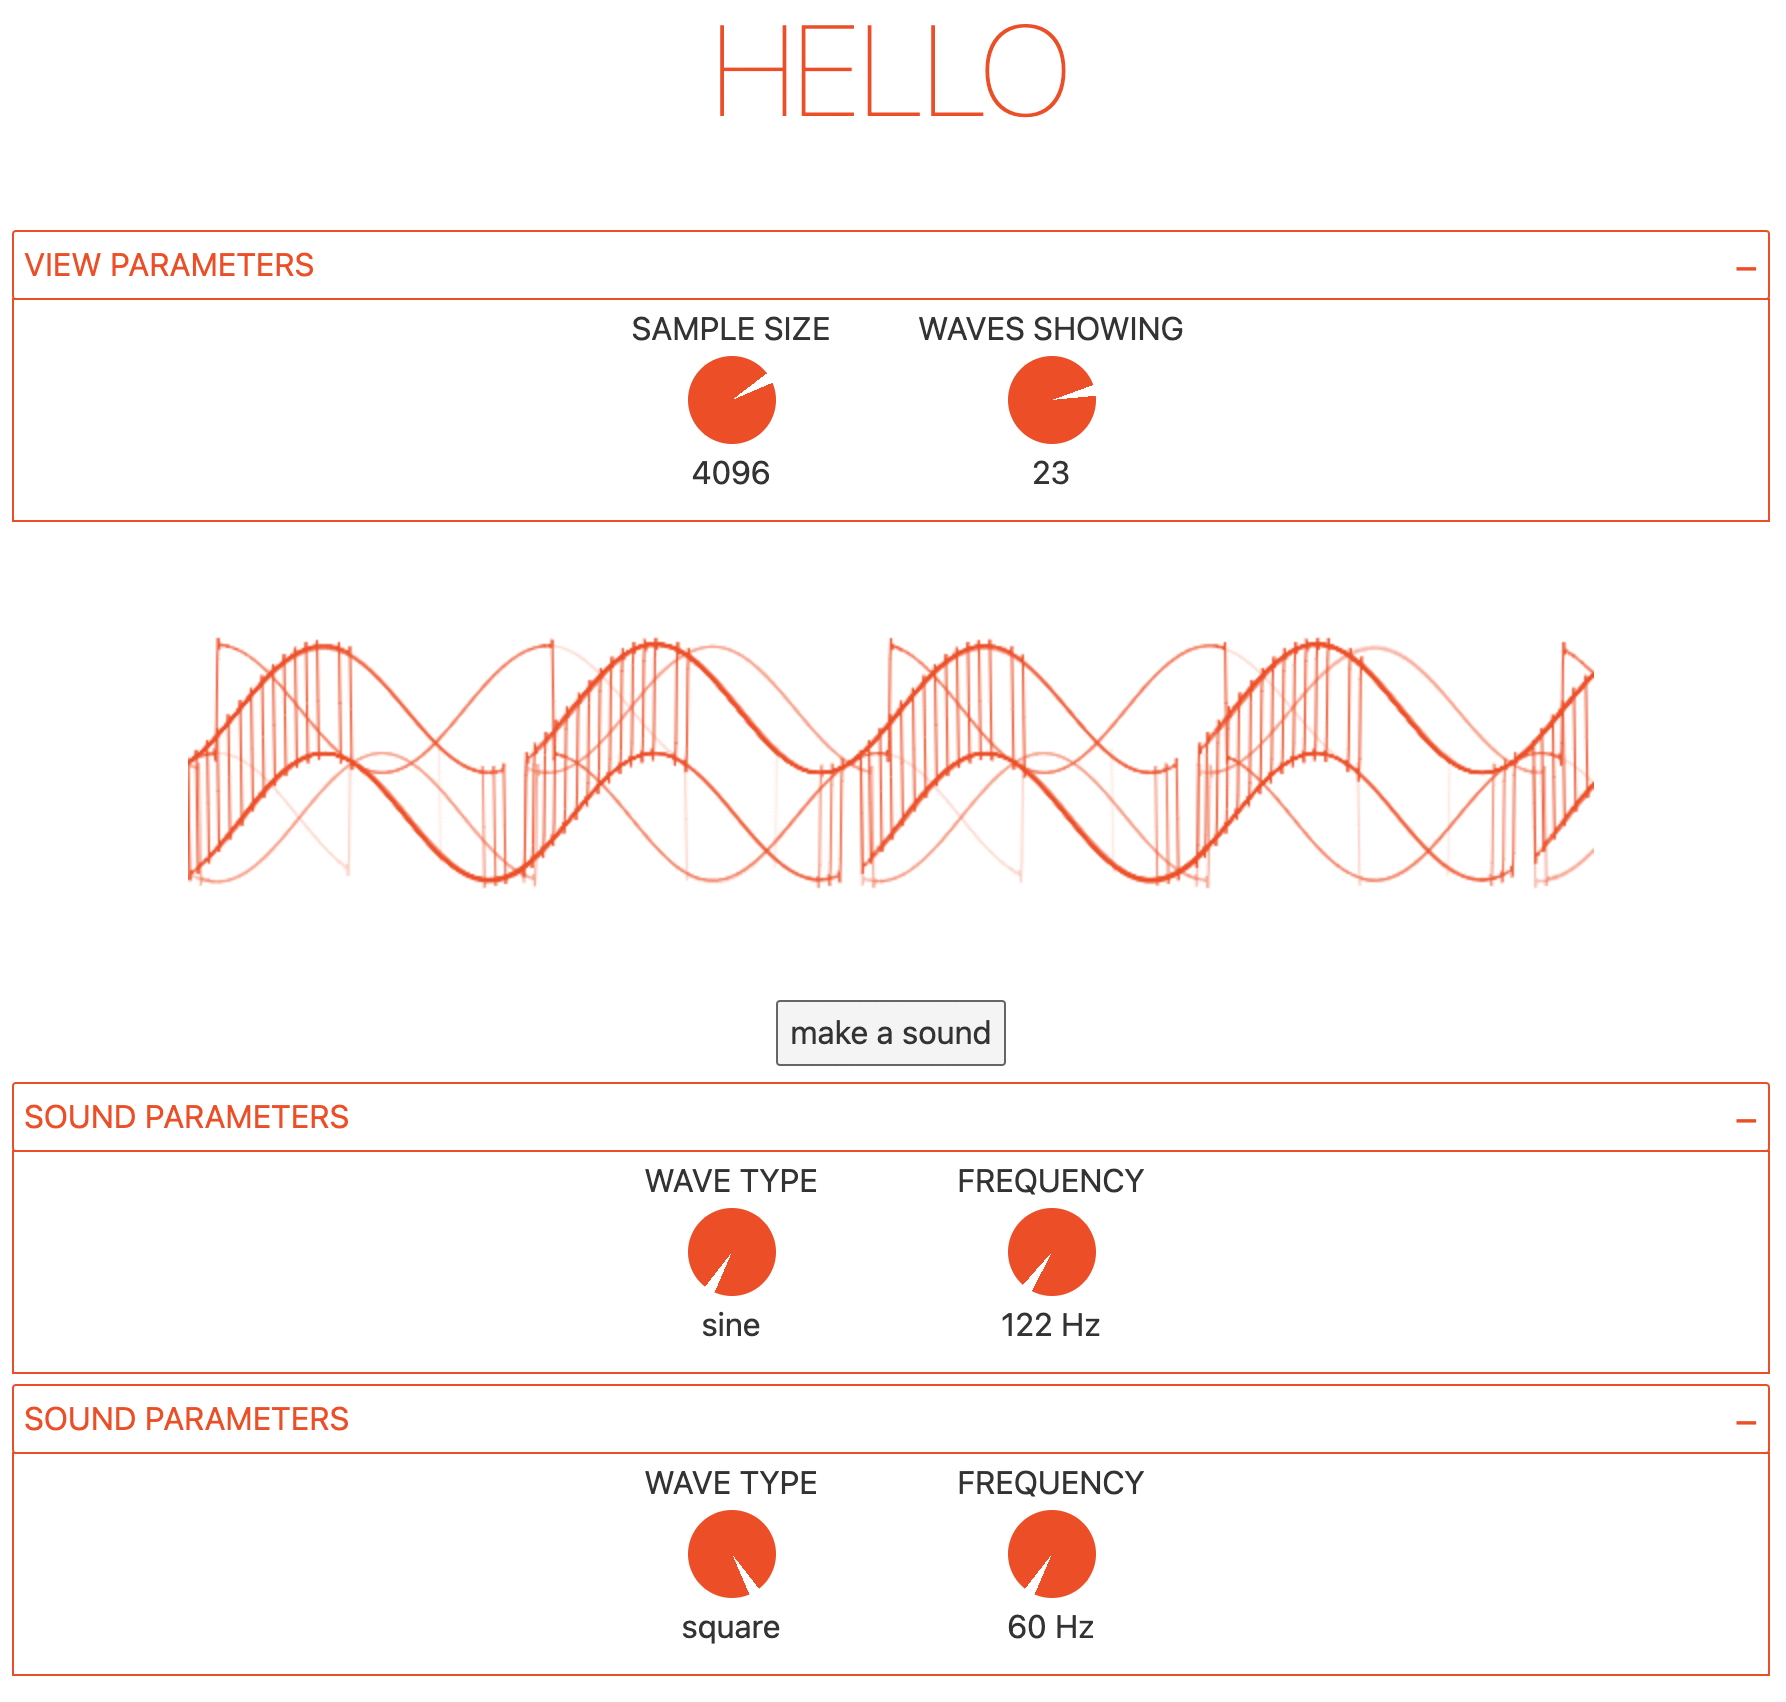 HELLO
VIEW PARAMETERS –
SAMPLE SIZE WAVES SHOWING
4096 23
make a sound
SOUND PARAMETERS –
WAVE TYPE FREQUENCY
sine 122 Hz
SOUND PARAMETERS –
WAVE TYPE FREQUENCY
square 60 Hz